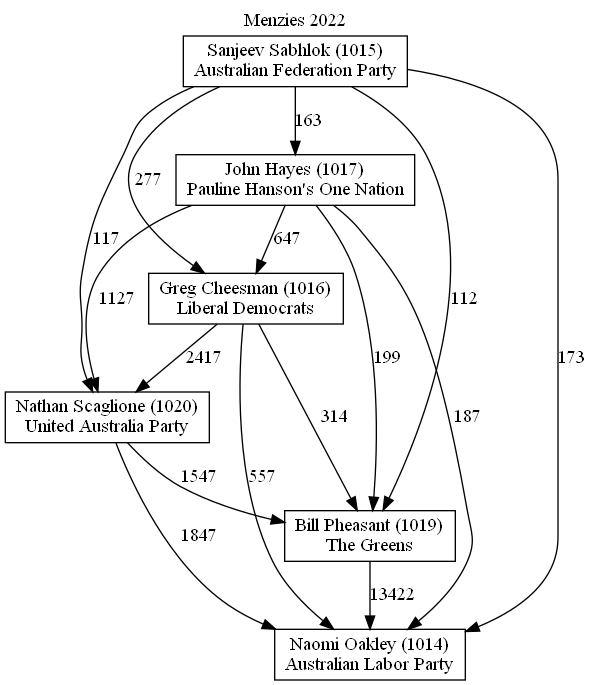 Menzies 2022
Sanjeev Sabhlok (1015)
Australian Federation Party
163
John Hayes (1017)
Pauline Hanson's One Nation
277
117
1127
647
112
Greg Cheesman (1016)
Liberal Democrats
2417
199
173
Nathan Scaglione (1020)
United Australia Party
314
187
1547
557
Bill Pheasant (1019)
The Greens
1847
13422
Naomi Oakley (1014)
Australian Labor Party